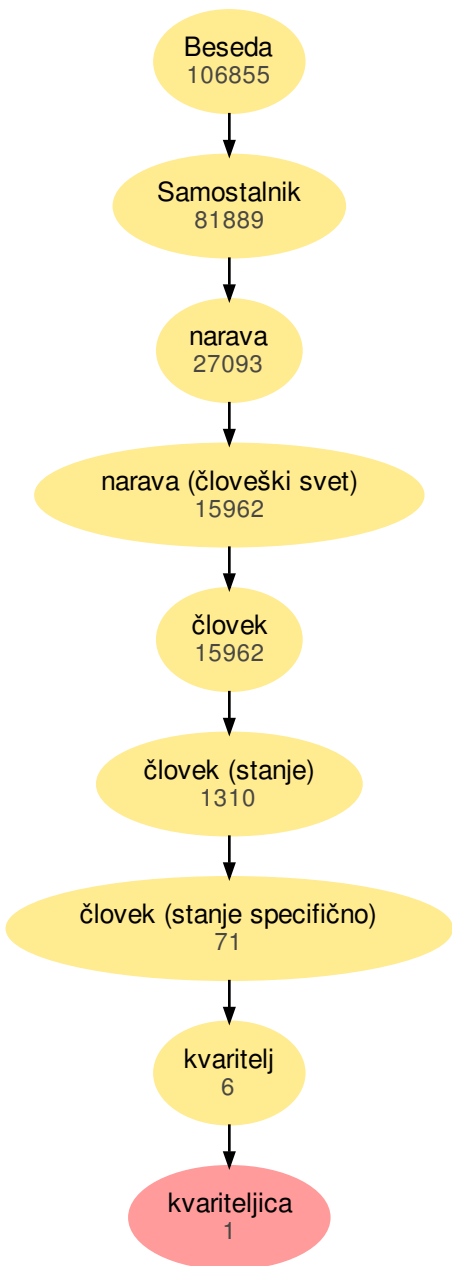 Beseda
106855
Samostalnik
81889
narava
27093
narava (človeški svet)
15962
človek
15962
človek (stanje)
1310
človek (stanje specifično)
71
kvaritelj
6
kvariteljica
1